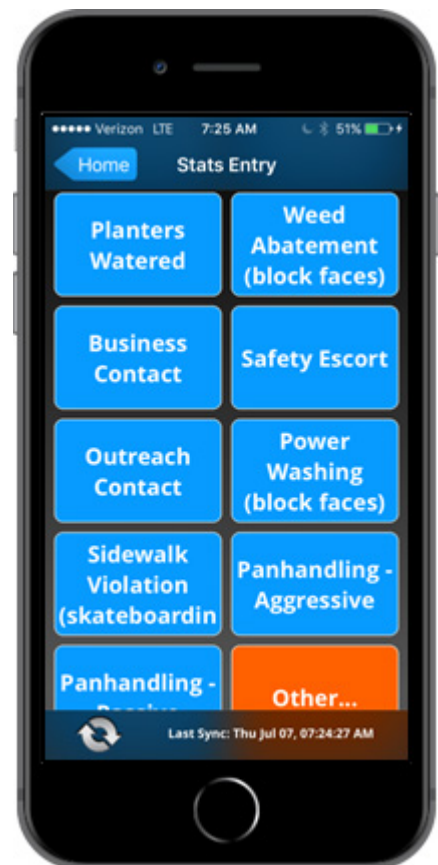 Verizon LTE 7:25 AM 51%
Home Stats Entry
Planters
Watered
Weed
Abatement
(block faces)
Business
Contact
Safety Escort
Outreach
Contact
Power
Washing
(block faces)
Sidewalk
Violation
(skateboardin
Panhandling -
Aggressive
Panhandling -
Other...
Last Sync: Thu Jul 07, 07:24:27 AM